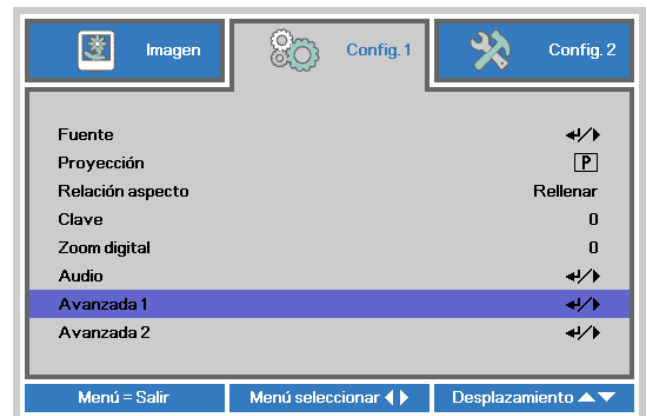 Imagen
Config. 1
Config. 2
Fuente
Proyección P
Relación aspecto Rellenar
Clave 0
Zoom digital 0
Audio
Avanzada 1
Avanzada 2
Menú = Salir
Menú seleccionar
Desplazamiento